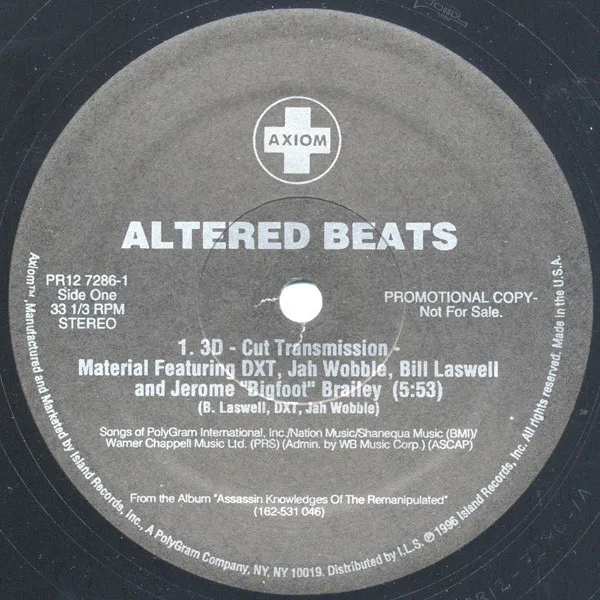 AXIOM
ALTERED BEATS
PR12 7286-1
Side One
33 1/3 RPM
STEREO
PROMOTIONAL COPY-
Not For Sale.
1. 3D - Cut Transmission -
Material Featuring DXT, Jah Wobble, Bill Laswell
and Jerome "Bigfoot" Brailey (5:53)
(B. Laswell, DXT, Jah Wobble)
Songs of PolyGram International, Inc./Nation Music/Shanequa Music (BMI)/
Warner Chappell Music Ltd. (PRS) (Admin. by WB Music Corp.) (ASCAP)
From the Album "Assassin Knowledges Of The Remanipulated"
(162-531 046)
Axiom™, Manufactured and Marketed by Island Records, Inc., A PolyGram Company, NY, NY 10019. Distributed by I.L.S. ℗ 1996 Island Records, Inc. All rights reserved. Made in the U.S.A.